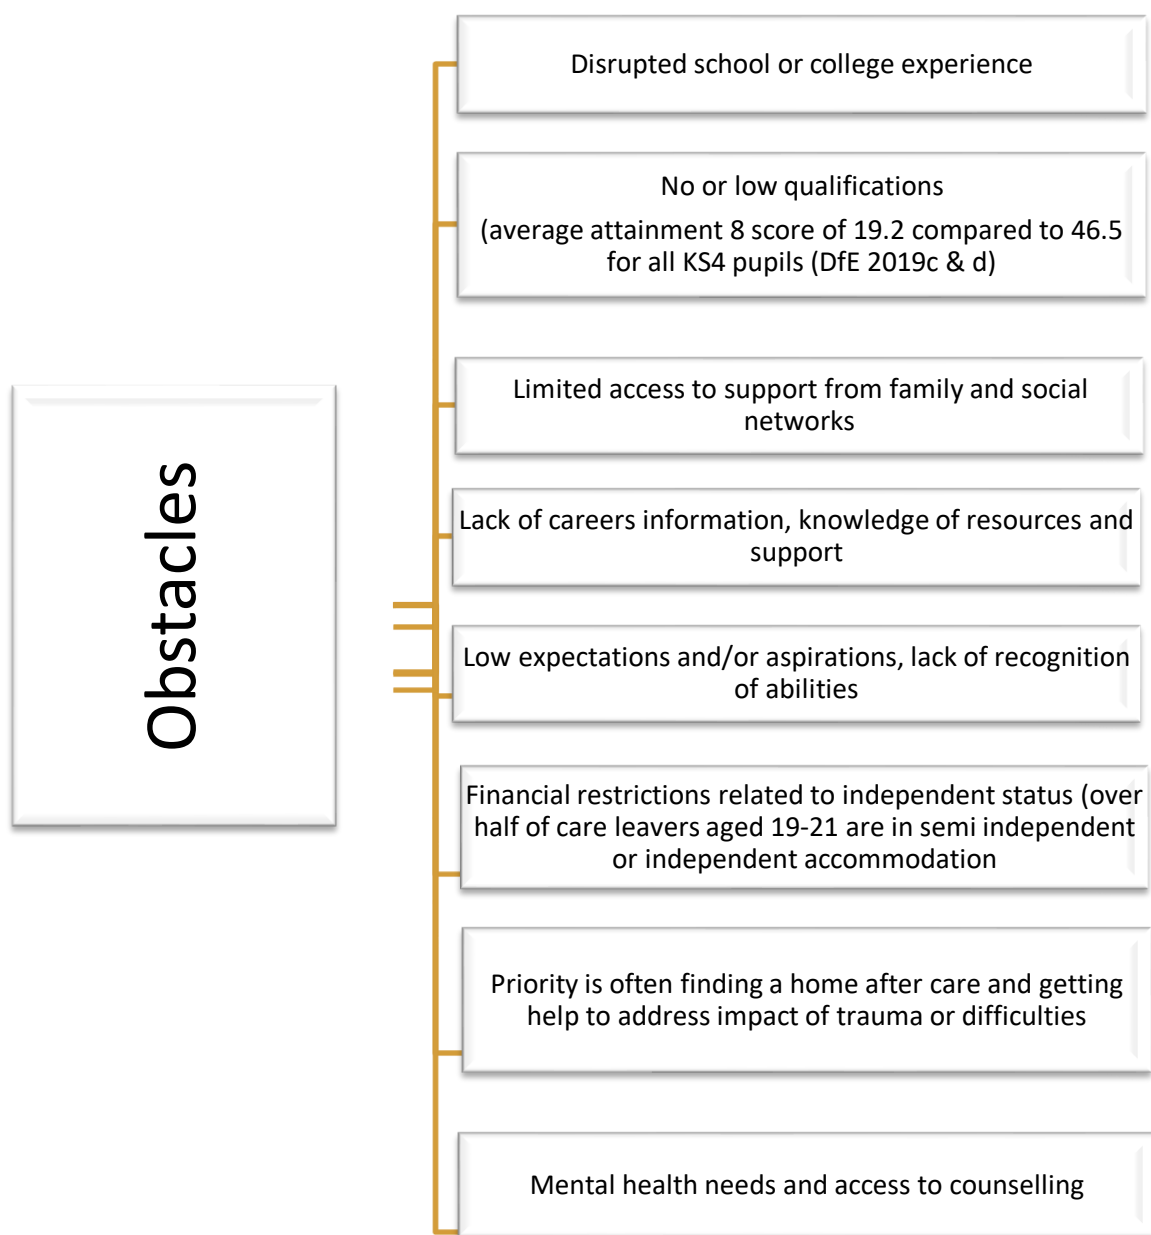 Obstacles
Disrupted school or college experience
No or low qualifications
(average attainment 8 score of 19.2 compared to 46.5
for all KS4 pupils (DfE 2019c & d)
Limited access to support from family and social
networks
Lack of careers information, knowledge of resources and
support
Low expectations and/or aspirations, lack of recognition
of abilities
Financial restrictions related to independent status (over
half of care leavers aged 19-21 are in semi independent
or independent accommodation
Priority is often finding a home after care and getting
help to address impact of trauma or difficulties
Mental health needs and access to counselling